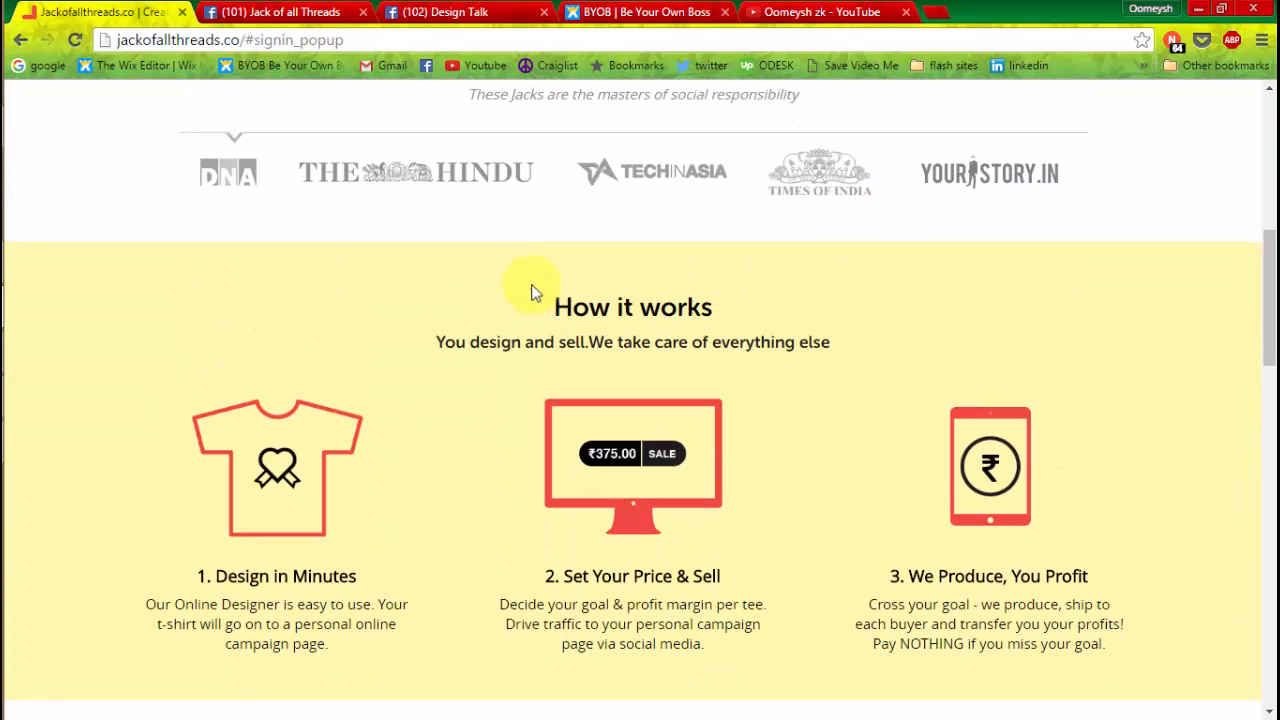 Jackofallthreads.co | Crea
(101) Jack of all Threads
(102) Design Talk
BYOB | Be Your Own Boss
Oomeysh zk - YouTube
Oomeysh
jackofallthreads.co/#signin_popup
64
ABP
google
The Wix Editor | Wix
BYOB Be Your Own B
Gmail
Youtube
Craiglist
Bookmarks
twitter
Up ODESK
Save Video Me
flash sites
linkedin
»
Other bookmarks
These Jacks are the masters of social responsibility
DNA
THE HINDU
TECHINASIA
TIMES OF INDIA
YOURSTORY.IN
How it works
You design and sell.We take care of everything else
₹375.00 SALE
₹
1. Design in Minutes
Our Online Designer is easy to use. Your
t-shirt will go on to a personal online
campaign page.
2. Set Your Price & Sell
Decide your goal & profit margin per tee.
Drive traffic to your personal campaign
page via social media.
3. We Produce, You Profit
Cross your goal - we produce, ship to
each buyer and transfer you your profits!
Pay NOTHING if you miss your goal.